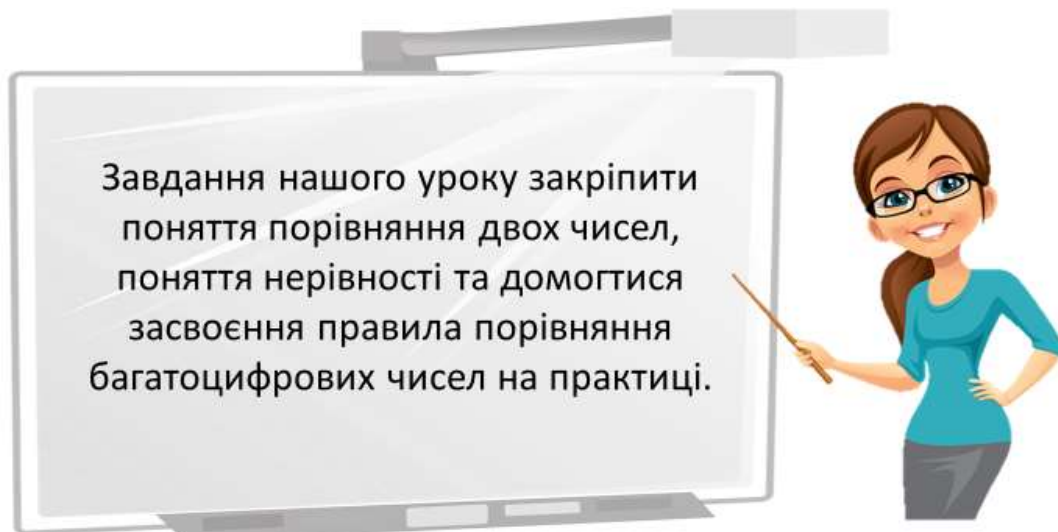 Завдання нашого уроку закріпити
поняття порівняння двох чисел,
поняття нерівності та домогтися
засвоєння правила порівняння
багатоцифрових чисел на практиці.